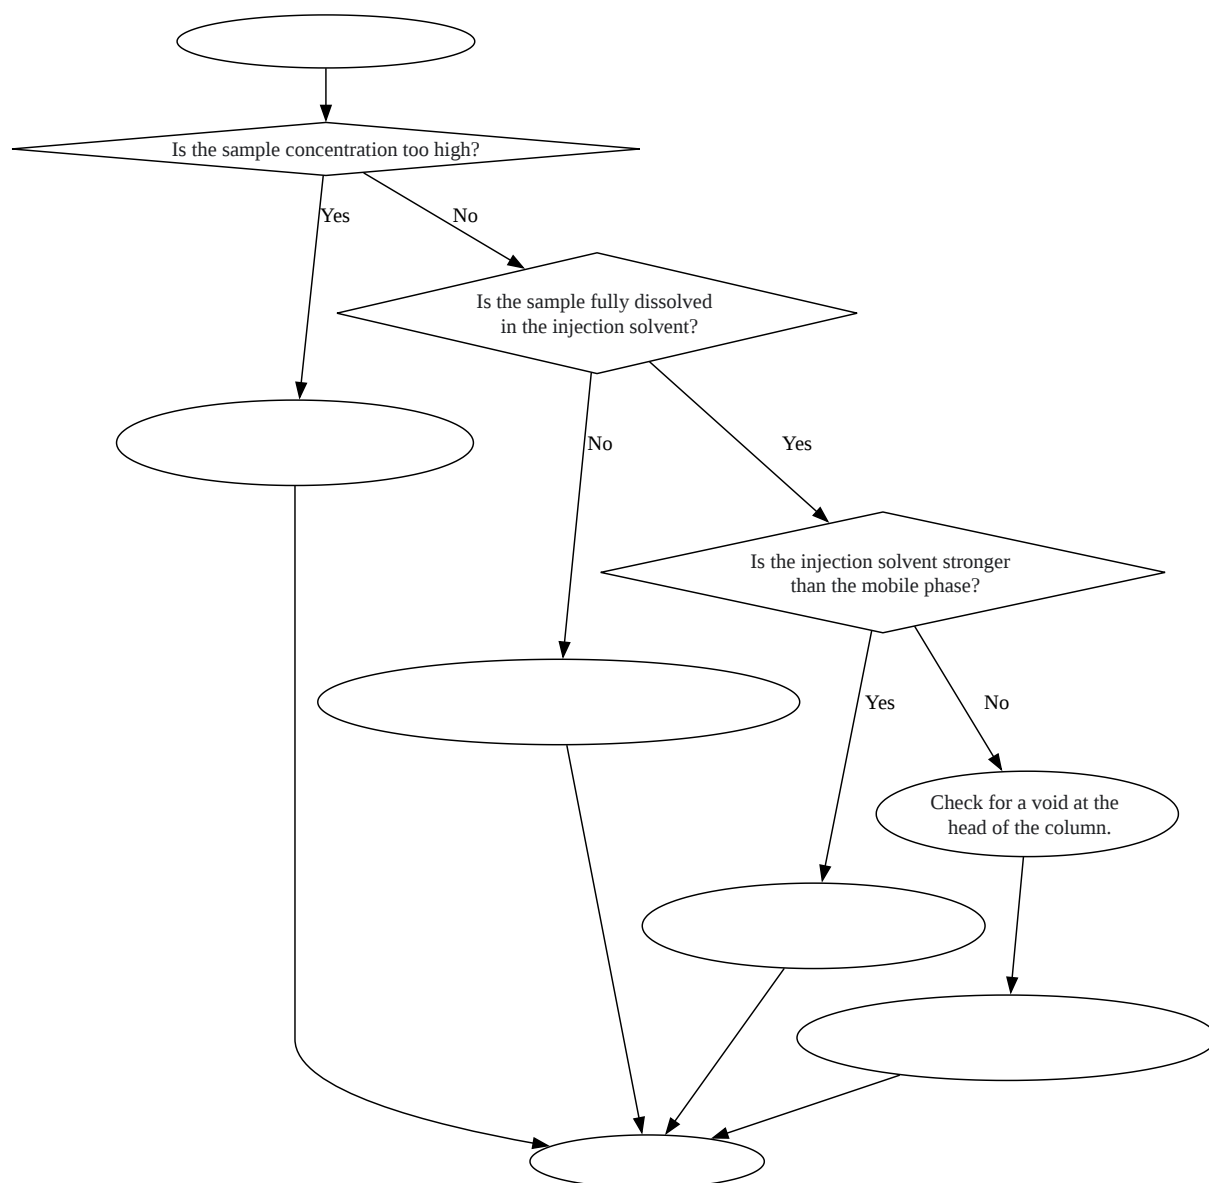 Is the sample concentration too high?
Yes
No
Is the sample fully dissolved
in the injection solvent?
No
Yes
Is the injection solvent stronger
than the mobile phase?
Yes
No
Check for a void at the
head of the column.